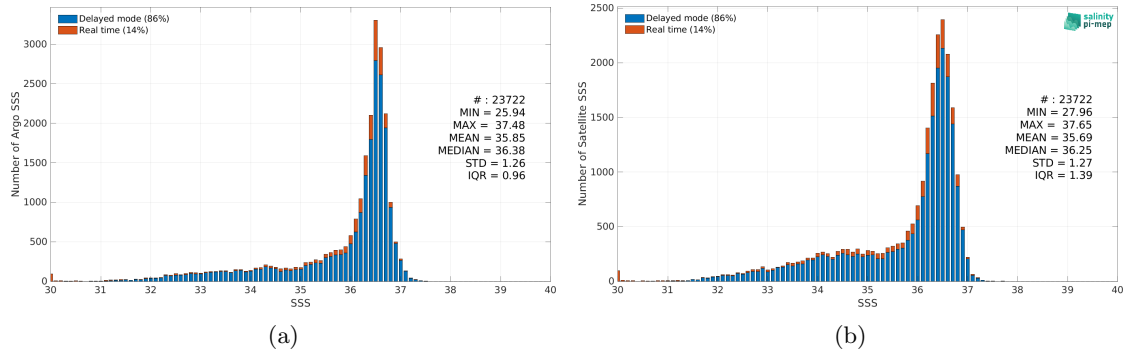 Delayed mode (86%)
Real time (14%)
3000
2500
2000
1500
1000
500
0
Number of Argo SSS
# : 23722
MIN = 25.94
MAX = 37.48
MEAN = 35.85
MEDIAN = 36.38
STD = 1.26
IQR = 0.96
30 31 32 33 34 35 36 37 38 39 40
SSS
(a)
Delayed mode (86%)
Real time (14%)
salinity
pi-mep
2500
2000
1500
1000
500
0
Number of Satellite SSS
# : 23722
MIN = 27.96
MAX = 37.65
MEAN = 35.69
MEDIAN = 36.25
STD = 1.27
IQR = 1.39
30 31 32 33 34 35 36 37 38 39 40
SSS
(b)